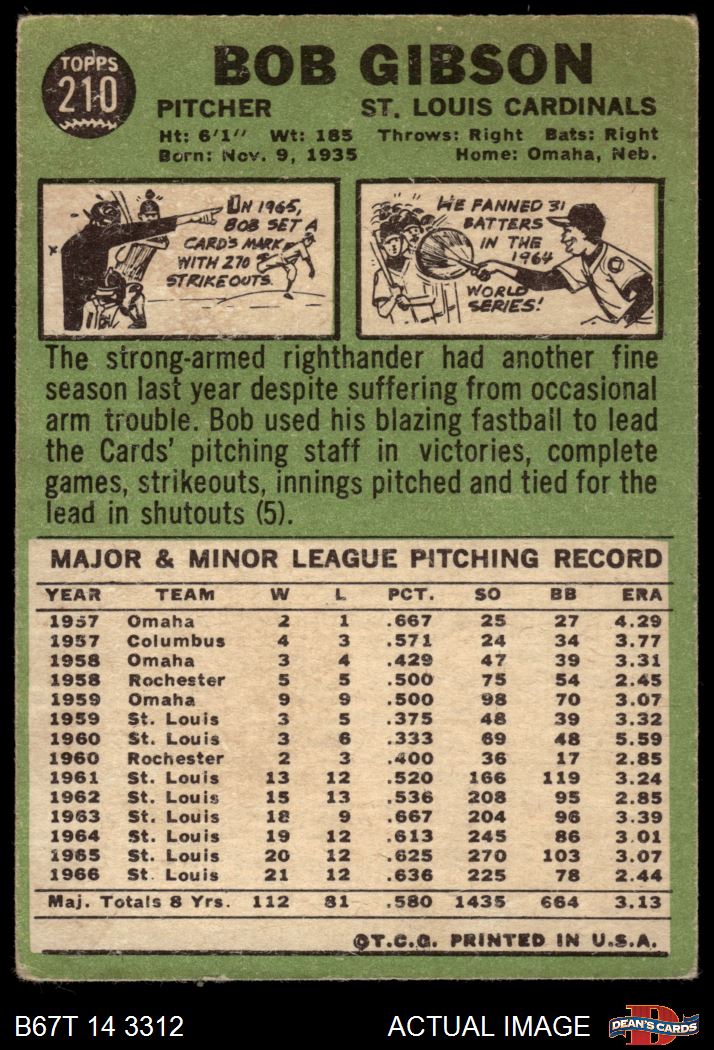 TOPPS
210
BOB GIBSON
PITCHER ST. LOUIS CARDINALS
Ht: 6'1" Wt: 185 Throws: Right Bats: Right
Born: Nov. 9, 1935 Home: Omaha, Neb.
IN 1965,
BOB SET A
CARD'S MARK
WITH 270
STRIKEOUTS.
HE FANNED 31
BATTERS
IN THE
1964
WORLD
SERIES!
The strong-armed righthander had another fine
season last year despite suffering from occasional
arm trouble. Bob used his blazing fastball to lead
the Cards' pitching staff in victories, complete
games, strikeouts, innings pitched and tied for the
lead in shutouts (5).
MAJOR & MINOR LEAGUE PITCHING RECORD
YEAR TEAM W L PCT. SO BB ERA
1957 Omaha 2 1 .667 25 27 4.29
1957 Columbus 4 3 .571 24 34 3.77
1958 Omaha 3 4 .429 47 39 3.31
1958 Rochester 5 5 .500 75 54 2.45
1959 Omaha 9 9 .500 98 70 3.07
1959 St. Louis 3 5 .375 48 39 3.32
1960 St. Louis 3 6 .333 69 48 5.59
1960 Rochester 2 3 .400 36 17 2.85
1961 St. Louis 13 12 .520 166 119 3.24
1962 St. Louis 15 13 .536 208 95 2.85
1963 St. Louis 18 9 .667 204 96 3.39
1964 St. Louis 19 12 .613 245 86 3.01
1965 St. Louis 20 12 .625 270 103 3.07
1966 St. Louis 21 12 .636 225 78 2.44
Maj. Totals 8 Yrs. 112 81 .580 1435 664 3.13
©T.C.G. PRINTED IN U.S.A.
B67T 14 3312 ACTUAL IMAGE DEAN'S CARDS